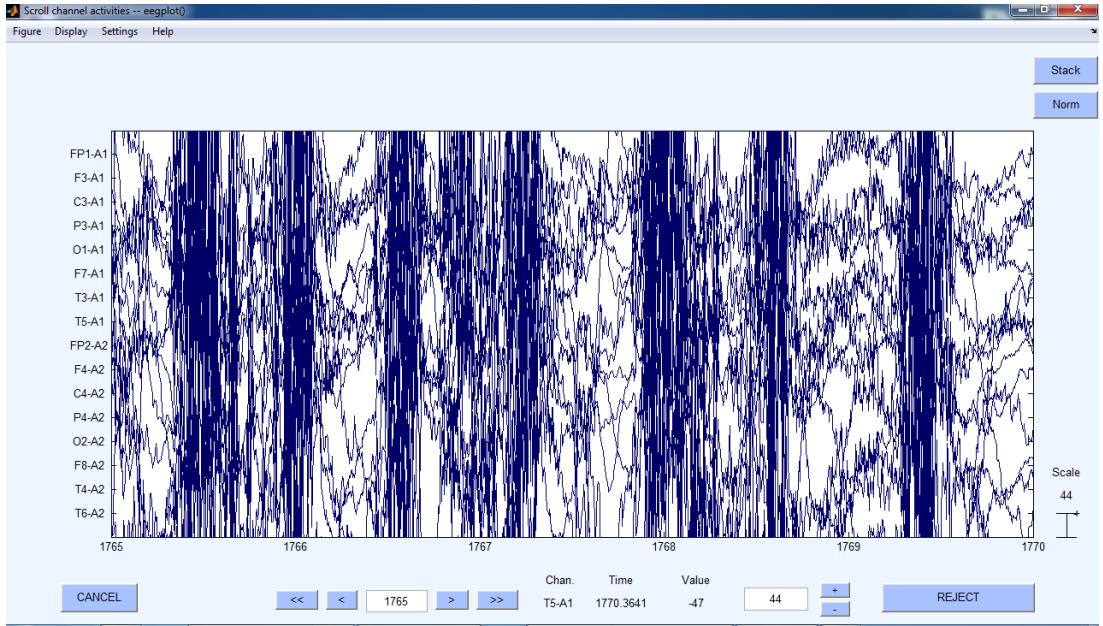 Scroll channel activities -- eegplot()
Figure Display Settings Help
Stack
Norm
FP1-A1
F3-A1
C3-A1
P3-A1
O1-A1
F7-A1
T3-A1
T5-A1
FP2-A2
F4-A2
C4-A2
P4-A2
O2-A2
F8-A2
T4-A2
T6-A2
Scale
44
1765 1766 1767 1768 1769 1770
Chan. Time Value
CANCEL << < 1765 > >> T5-A1 1770.3641 -47 44 + - REJECT